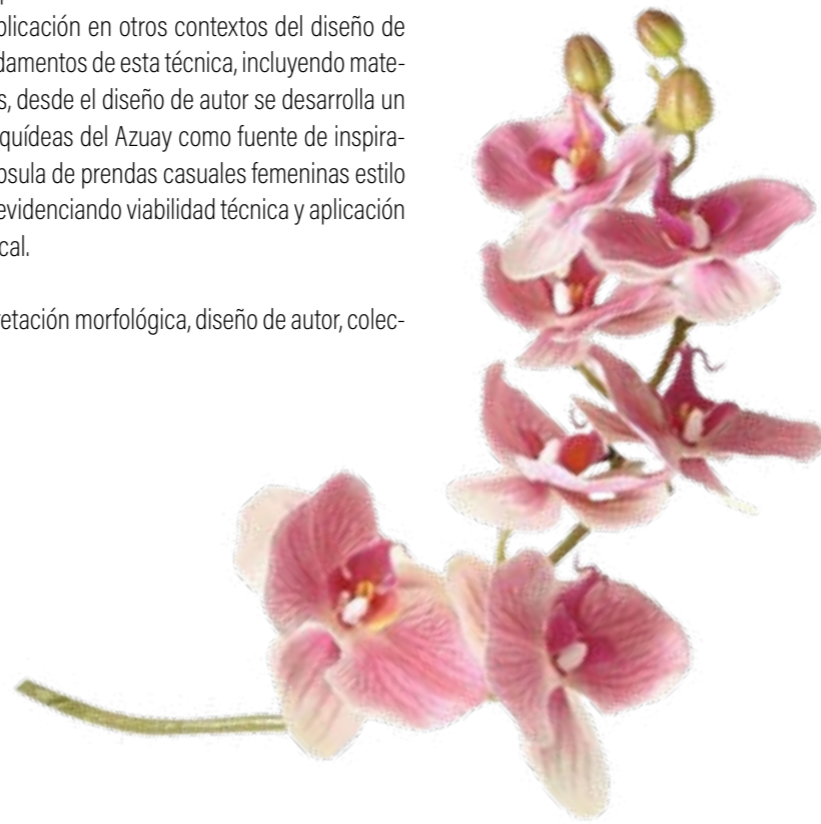 plicación en otros contextos del diseño de
damentos de esta técnica, incluyendo mate-
s, desde el diseño de autor se desarrolla un
quídeas del Azuay como fuente de inspira-
psula de prendas casuales femeninas estilo
evidenciando viabilidad técnica y aplicación
cal.
etación morfológica, diseño de autor, colec-